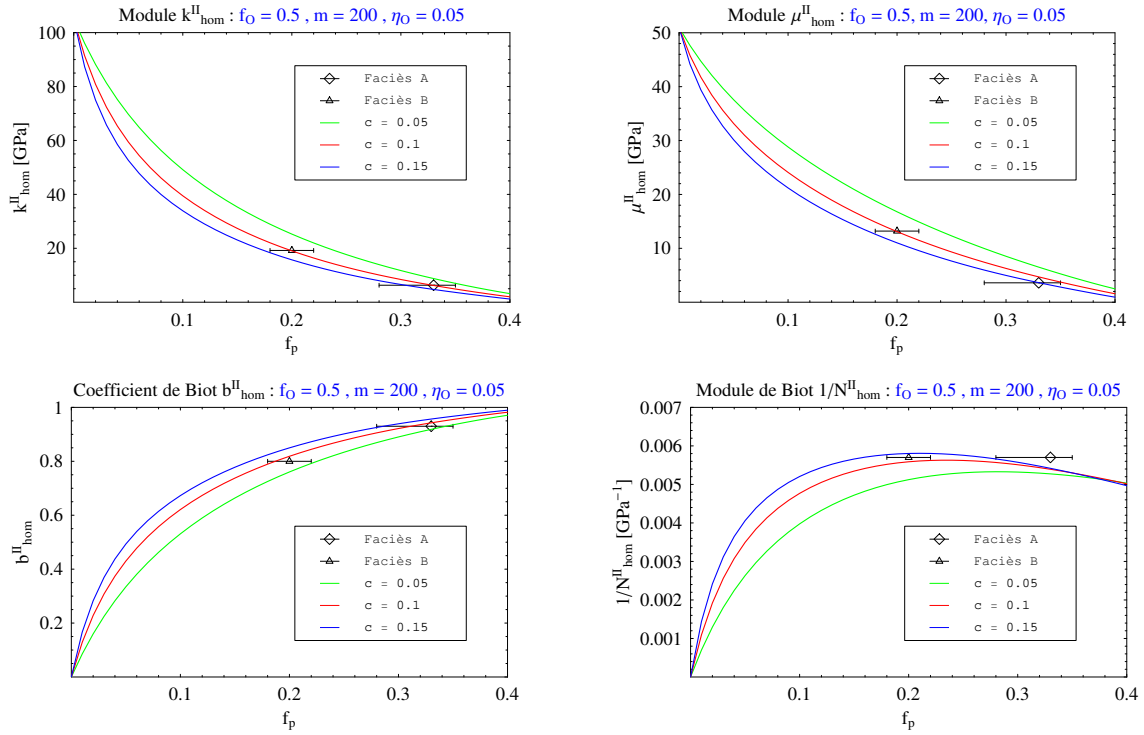 Module k^II_hom : f_O = 0.5 , m = 200 , η_O = 0.05
100
80
60
40
20
k^II_hom [GPa]
0.1
0.2
0.3
0.4
f_p
Faciès A
Faciès B
c = 0.05
c = 0.1
c = 0.15
Module μ^II_hom : f_O = 0.5, m = 200, η_O = 0.05
50
40
30
20
10
μ^II_hom [GPa]
0.1
0.2
0.3
0.4
f_p
Faciès A
Faciès B
c = 0.05
c = 0.1
c = 0.15
Coefficient de Biot b^II_hom : f_O = 0.5 , m = 200 , η_O = 0.05
1
0.8
0.6
0.4
0.2
b^II_hom
0.1
0.2
0.3
0.4
f_p
Faciès A
Faciès B
c = 0.05
c = 0.1
c = 0.15
Module de Biot 1/N^II_hom : f_O = 0.5 , m = 200 , η_O = 0.05
0.007
0.006
0.005
0.004
0.003
0.002
0.001
1/N^II_hom [GPa⁻¹]
0.1
0.2
0.3
0.4
f_p
Faciès A
Faciès B
c = 0.05
c = 0.1
c = 0.15